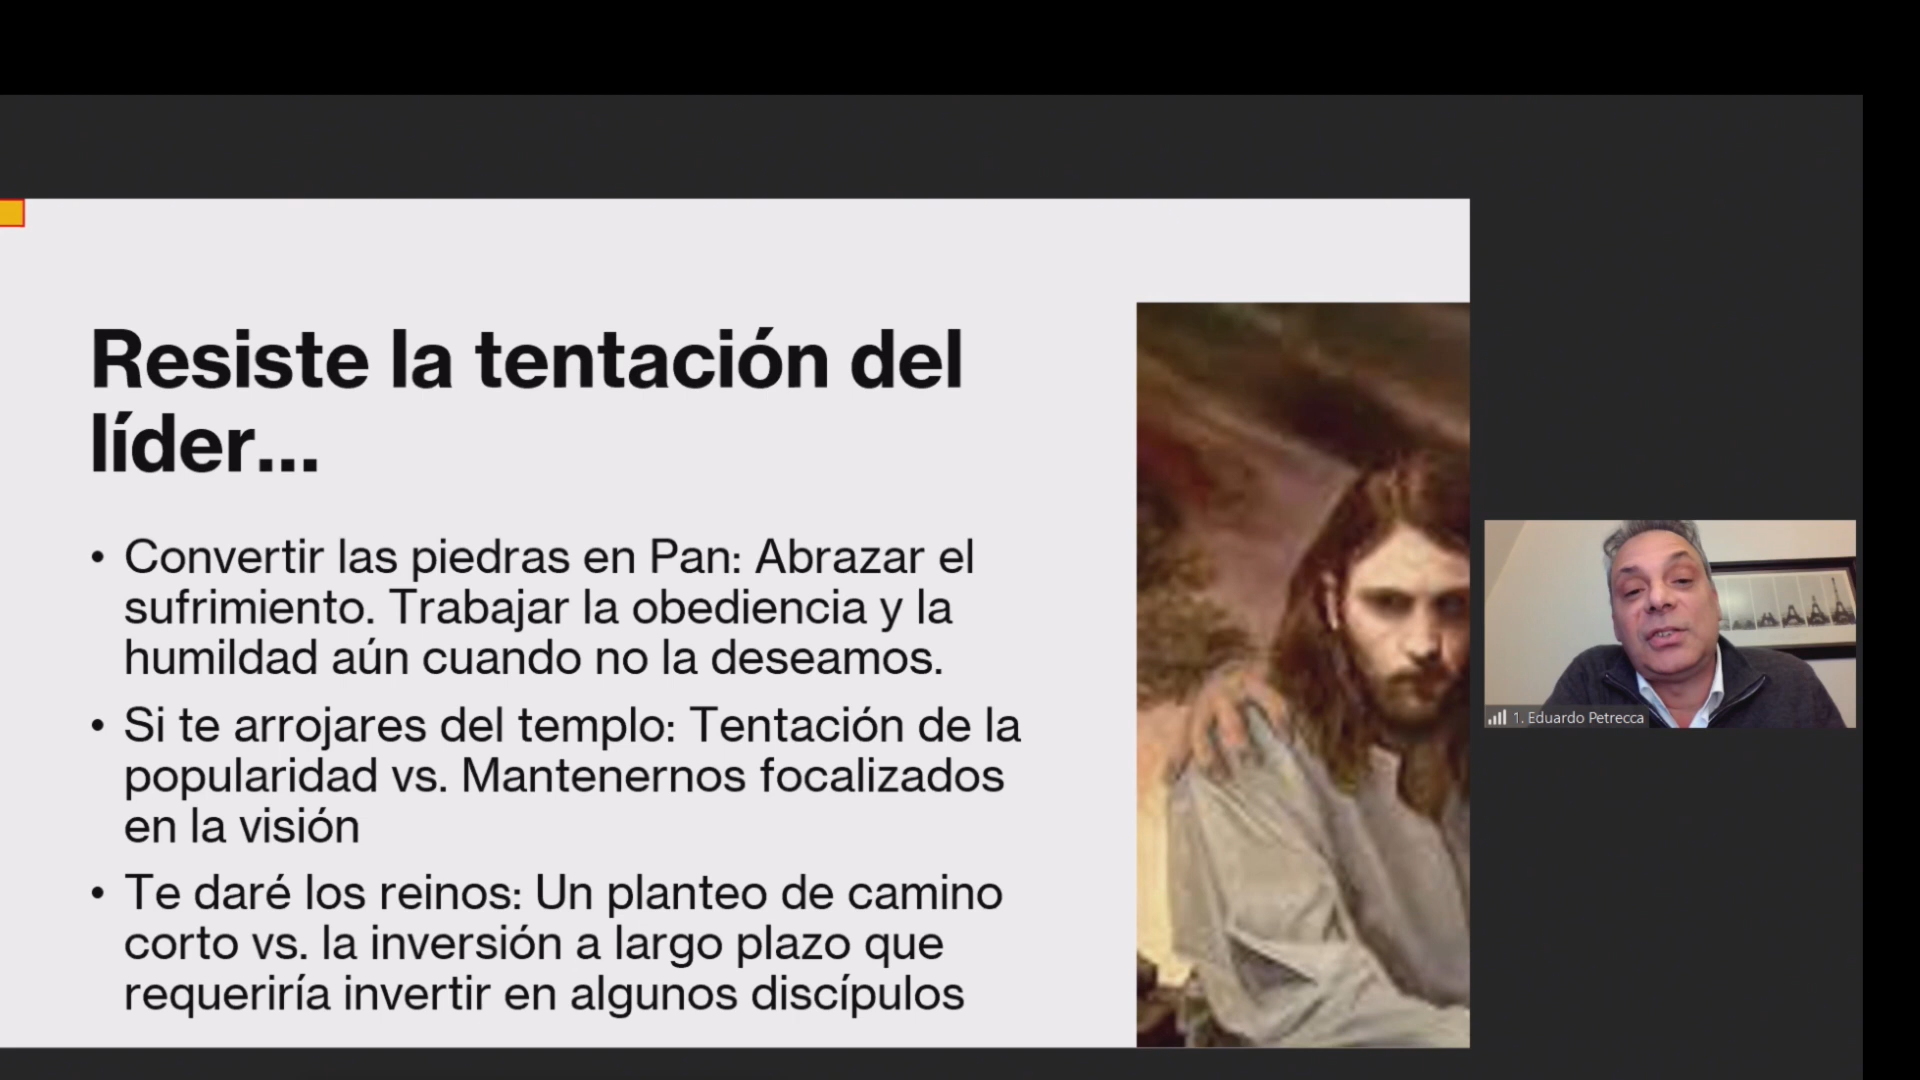 Resiste la tentación del
líder...
• Convertir las piedras en Pan: Abrazar el
sufrimiento. Trabajar la obediencia y la
humildad aún cuando no la deseamos.
• Si te arrojares del templo: Tentación de la
popularidad vs. Mantenernos focalizados
en la visión
• Te daré los reinos: Un planteo de camino
corto vs. la inversión a largo plazo que
requeriría invertir en algunos discípulos
1. Eduardo Petrecca